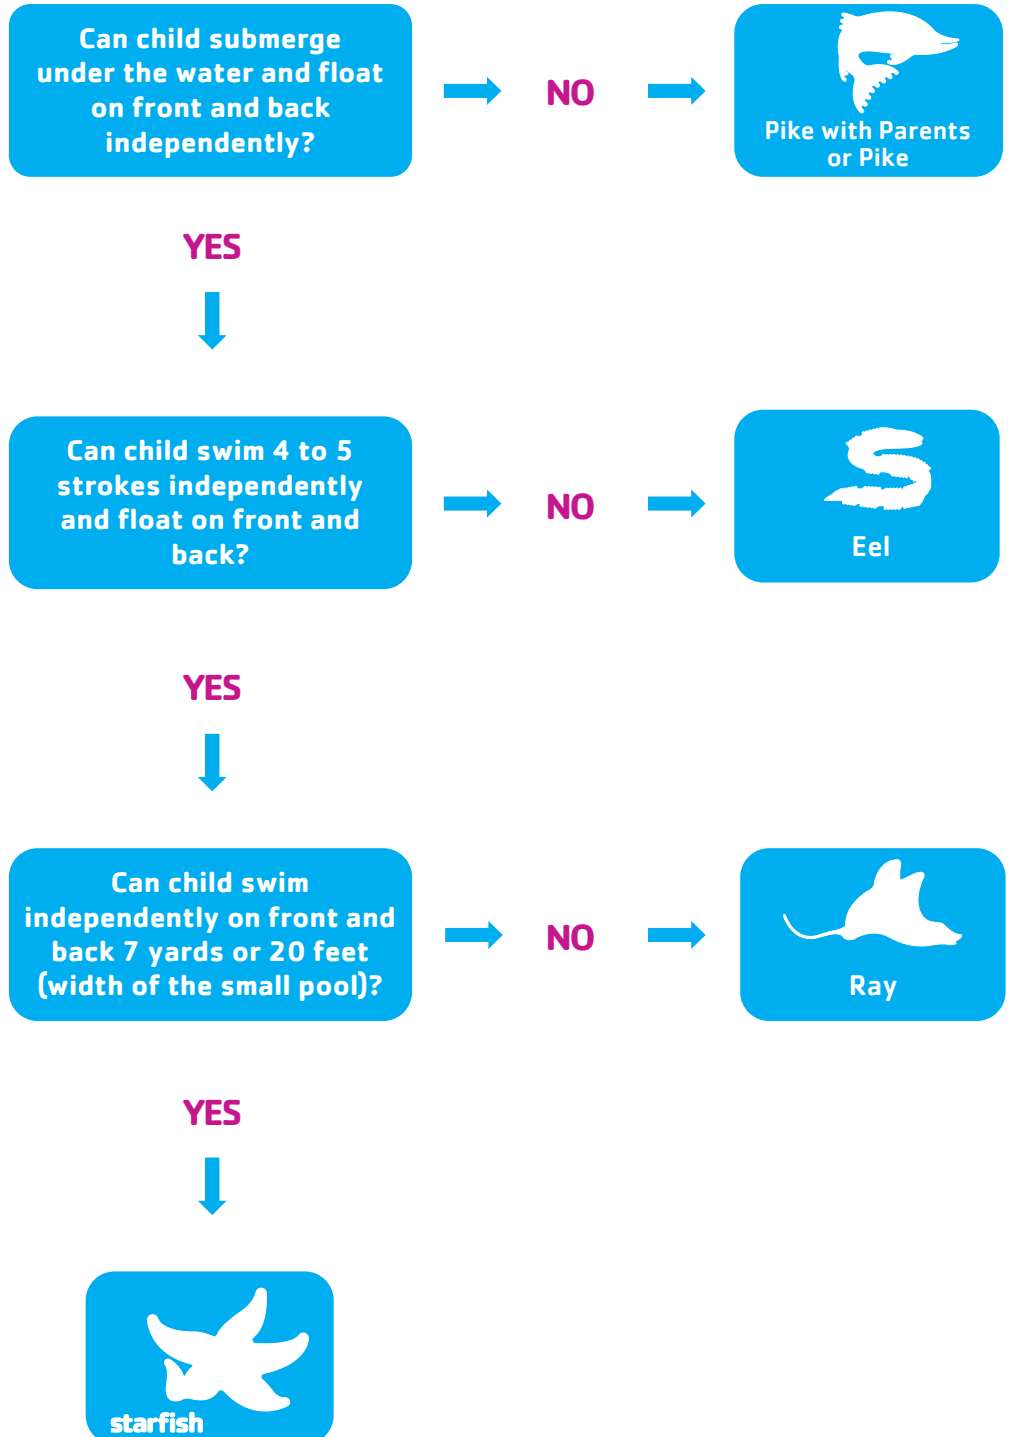 Can child submerge
under the water and float
on front and back
independently?
NO
Pike with Parents
or Pike
YES
Can child swim 4 to 5
strokes independently
and float on front and
back?
NO
Eel
YES
Can child swim
independently on front and
back 7 yards or 20 feet
(width of the small pool)?
NO
Ray
YES
starfish